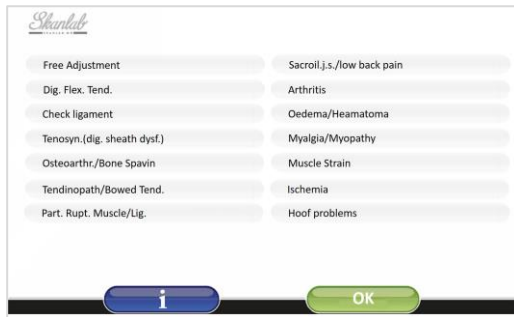 Skanlab
Free Adjustment
Dig. Flex. Tend.
Check ligament
Tenosyn.(dig. sheath dysf.)
Osteoarthr./Bone Spavin
Tendinopath/Bowed Tend.
Part. Rupt. Muscle/Lig.
Sacroil.j.s./low back pain
Arthritis
Oedema/Heamatoma
Myalgia/Myopathy
Muscle Strain
Ischemia
Hoof problems
i
OK